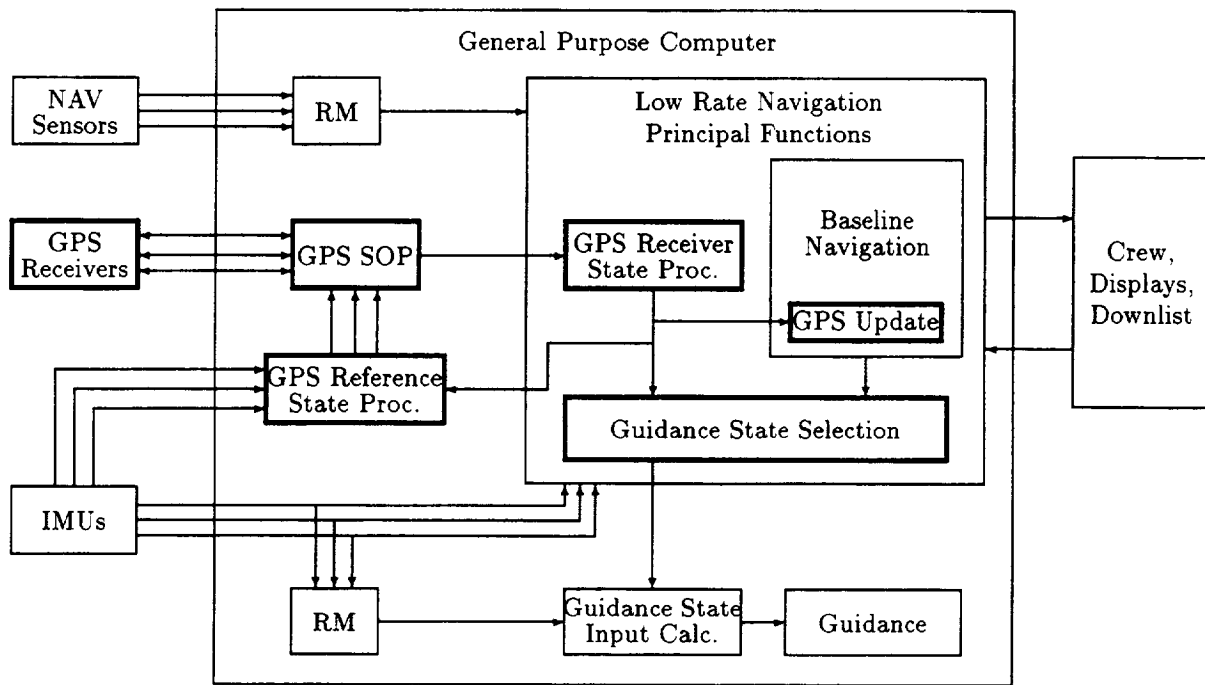 General Purpose Computer
NAV
Sensors
RM
Low Rate Navigation
Principal Functions
GPS
Receivers
GPS SOP
GPS Receiver
State Proc.
Baseline
Navigation
GPS Update
Crew,
Displays,
Downlist
GPS Reference
State Proc.
Guidance State Selection
IMUs
RM
Guidance State
Input Calc.
Guidance